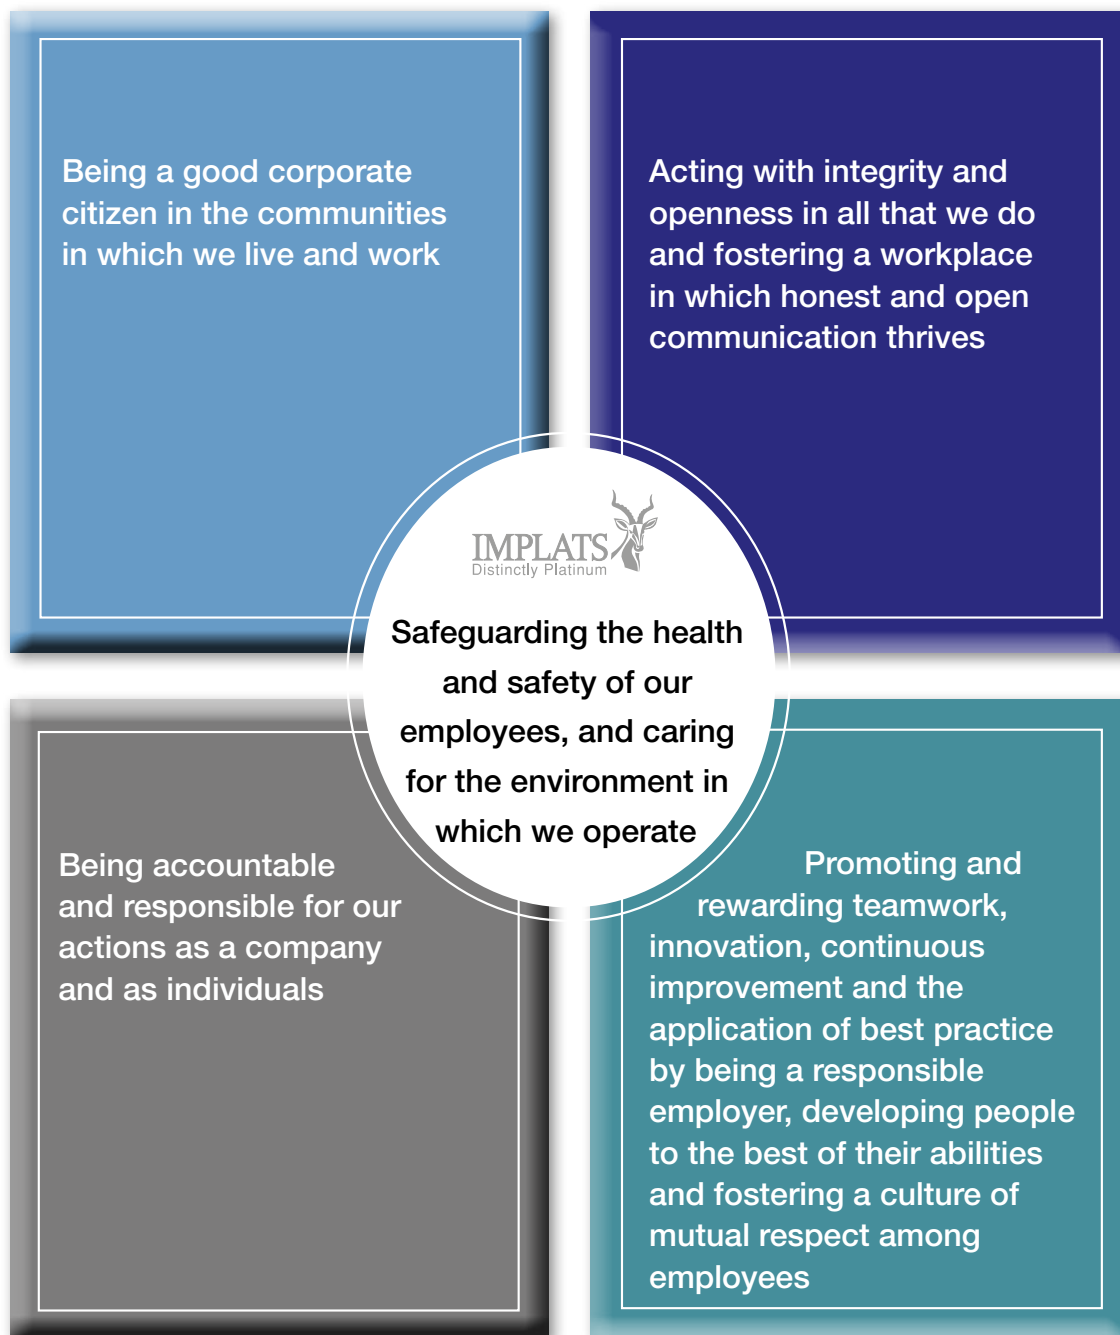 Being a good corporate
citizen in the communities
in which we live and work
Acting with integrity and
openness in all that we do
and fostering a workplace
in which honest and open
communication thrives
IMPLATS
Distinctly Platinum
Safeguarding the health
and safety of our
employees, and caring
for the environment in
which we operate
Being accountable
and responsible for our
actions as a company
and as individuals
Promoting and
rewarding teamwork,
innovation, continuous
improvement and the
application of best practice
by being a responsible
employer, developing people
to the best of their abilities
and fostering a culture of
mutual respect among
employees